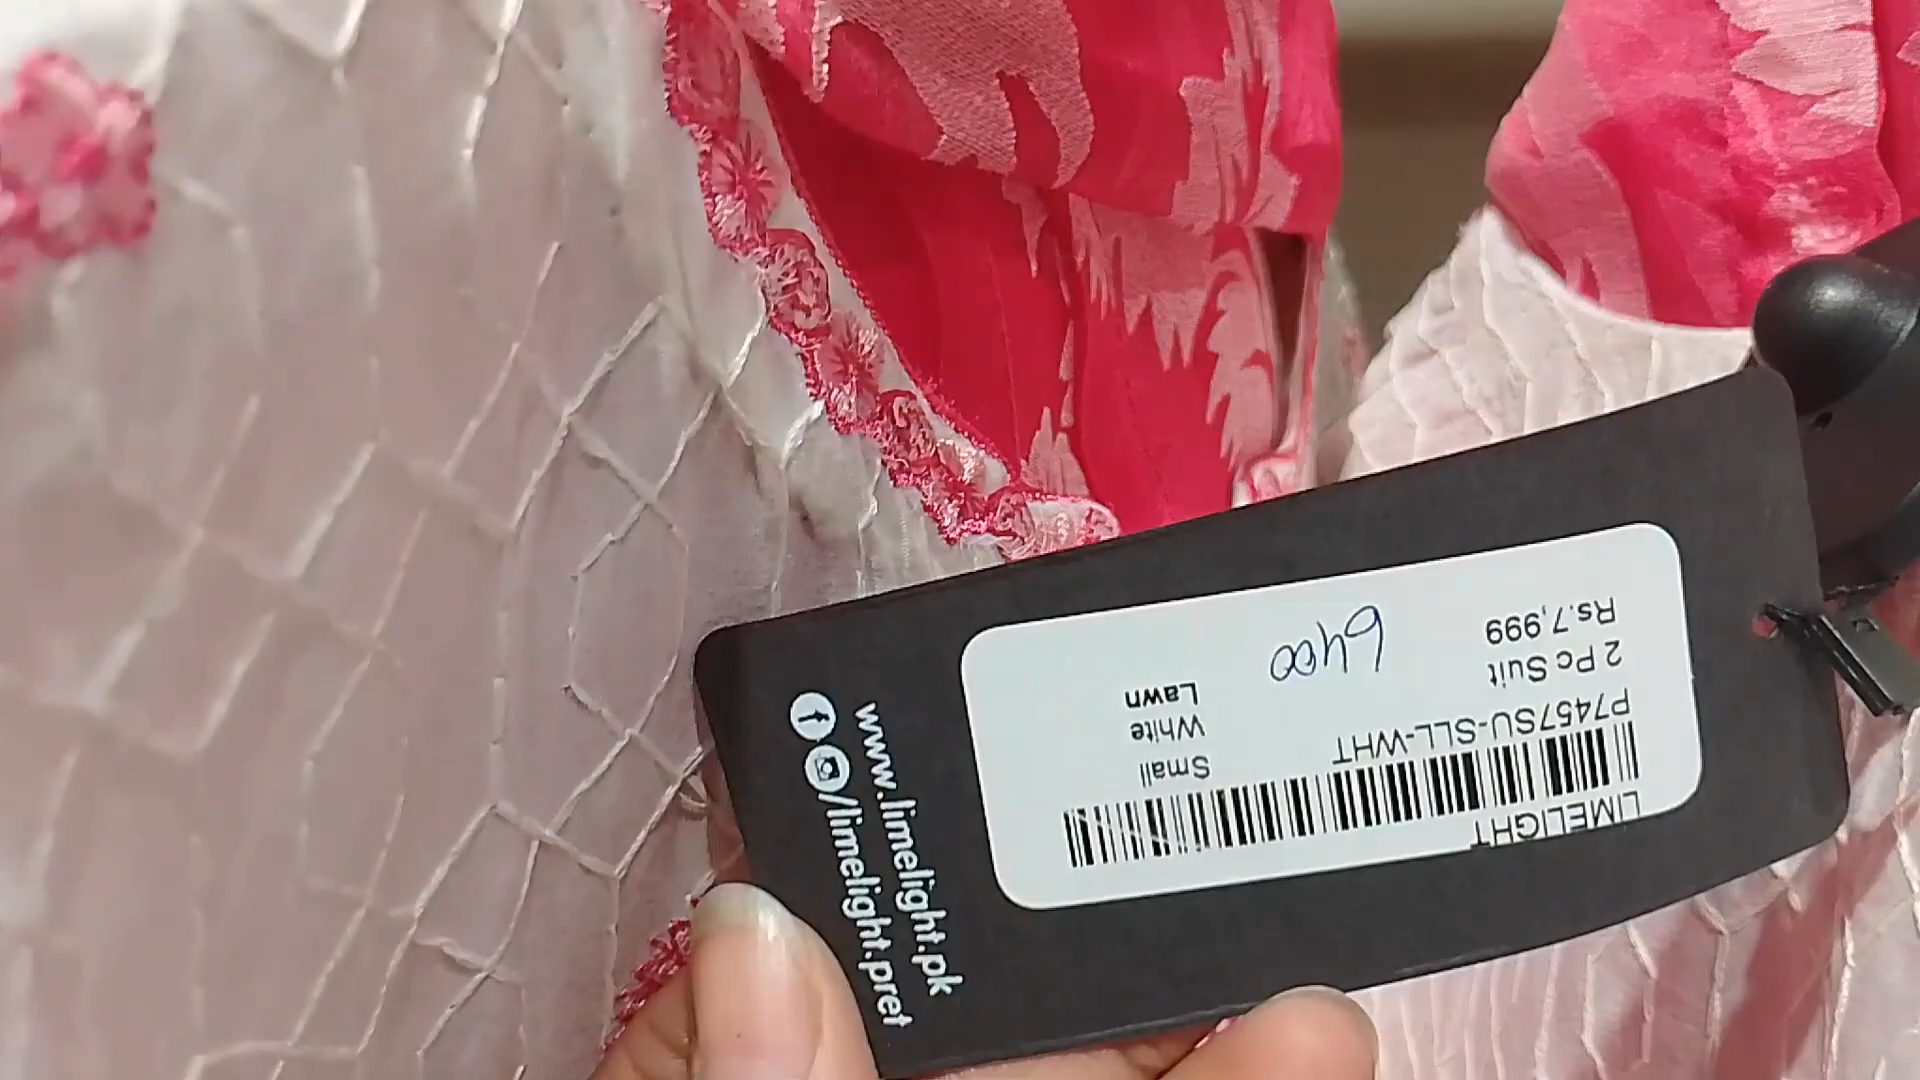 LIMELIGHT
P7457SU-SLL-WHT
Small
2 Pc Suit
White
Rs.7,999
Lawn
6400
www.limelight.pk
/limelight.pret